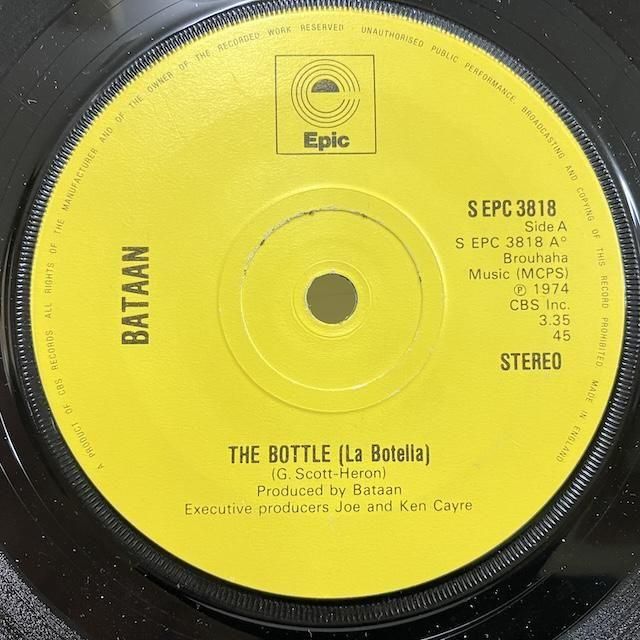 A PRODUCT OF CBS RECORDS ALL RIGHTS OF THE MANUFACTURER AND OF THE OWNER OF THE RECORDED WORK RESERVED - UNAUTHORISED PUBLIC PERFORMANCE, BROADCASTING AND COPYING OF THIS RECORD PROHIBITED MADE IN ENGLAND
e
Epic
S EPC 3818
Side A
S EPC 3818 A°
Brouhaha
Music (MCPS)
℗ 1974
CBS Inc.
3.35
45
STEREO
BATAAN
THE BOTTLE (La Botella)
(G. Scott-Heron)
Produced by Bataan
Executive producers Joe and Ken Cayre